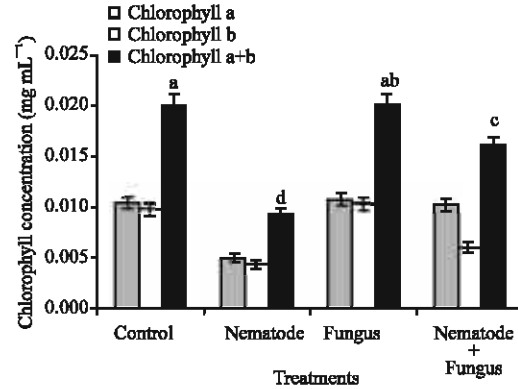 Chlorophyll a
Chlorophyll b
Chlorophyll a+b
Chlorophyll concentration (mg mL⁻¹)
0.025
0.020
0.015
0.010
0.005
0.000
a
d
ab
c
Control
Nematode
Fungus
Nematode
+
Fungus
Treatments